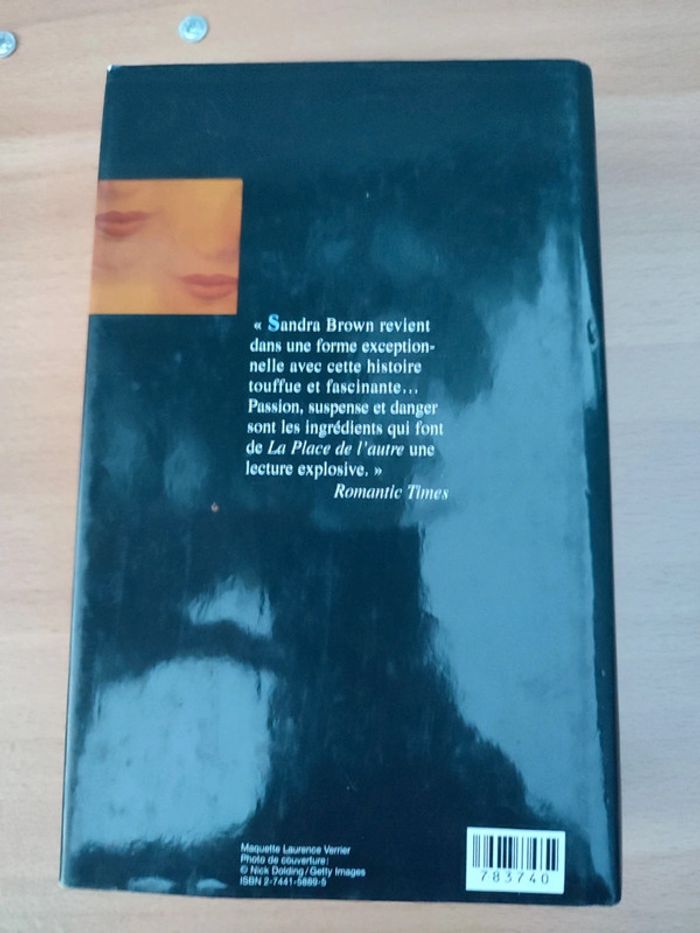 « Sandra Brown revient
dans une forme exception-
nelle avec cette histoire
touffue et fascinante...
Passion, suspense et danger
sont les ingrédients qui font
de La Place de l'autre une
lecture explosive. »
Romantic Times
Maquette Laurence Verrier
Photo de couverture :
© Nick Dolding / Getty Images
ISBN 2-7441-5869-5
783740